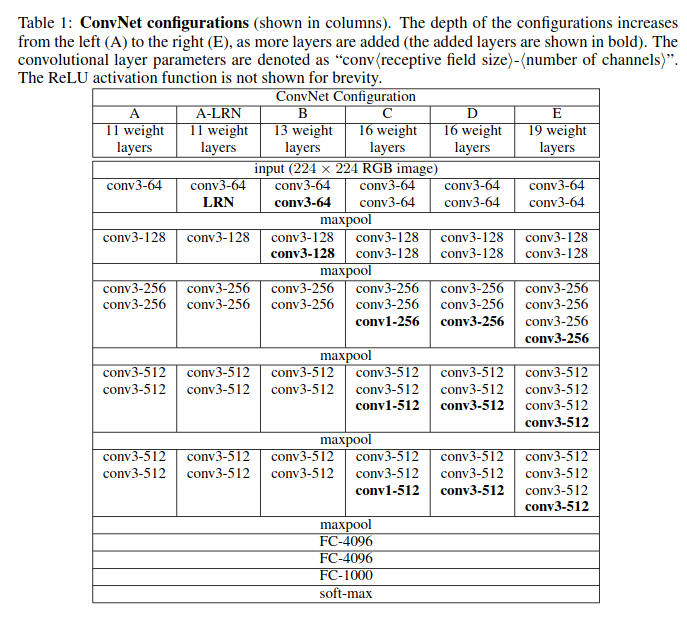 Table 1: ConvNet configurations (shown in columns). The depth of the configurations increases
from the left (A) to the right (E), as more layers are added (the added layers are shown in bold). The
convolutional layer parameters are denoted as “conv⟨receptive field size⟩-⟨number of channels⟩”.
The ReLU activation function is not shown for brevity.
ConvNet Configuration
A A-LRN B C D E
11 weight 11 weight 13 weight 16 weight 16 weight 19 weight
layers layers layers layers layers layers
input (224 × 224 RGB image)
conv3-64 conv3-64 conv3-64 conv3-64 conv3-64 conv3-64
LRN conv3-64 conv3-64 conv3-64 conv3-64
maxpool
conv3-128 conv3-128 conv3-128 conv3-128 conv3-128 conv3-128
conv3-128 conv3-128 conv3-128 conv3-128
maxpool
conv3-256 conv3-256 conv3-256 conv3-256 conv3-256 conv3-256
conv3-256 conv3-256 conv3-256 conv3-256 conv3-256 conv3-256
conv1-256 conv3-256 conv3-256
conv3-256
maxpool
conv3-512 conv3-512 conv3-512 conv3-512 conv3-512 conv3-512
conv3-512 conv3-512 conv3-512 conv3-512 conv3-512 conv3-512
conv1-512 conv3-512 conv3-512
conv3-512
maxpool
conv3-512 conv3-512 conv3-512 conv3-512 conv3-512 conv3-512
conv3-512 conv3-512 conv3-512 conv3-512 conv3-512 conv3-512
conv1-512 conv3-512 conv3-512
conv3-512
maxpool
FC-4096
FC-4096
FC-1000
soft-max